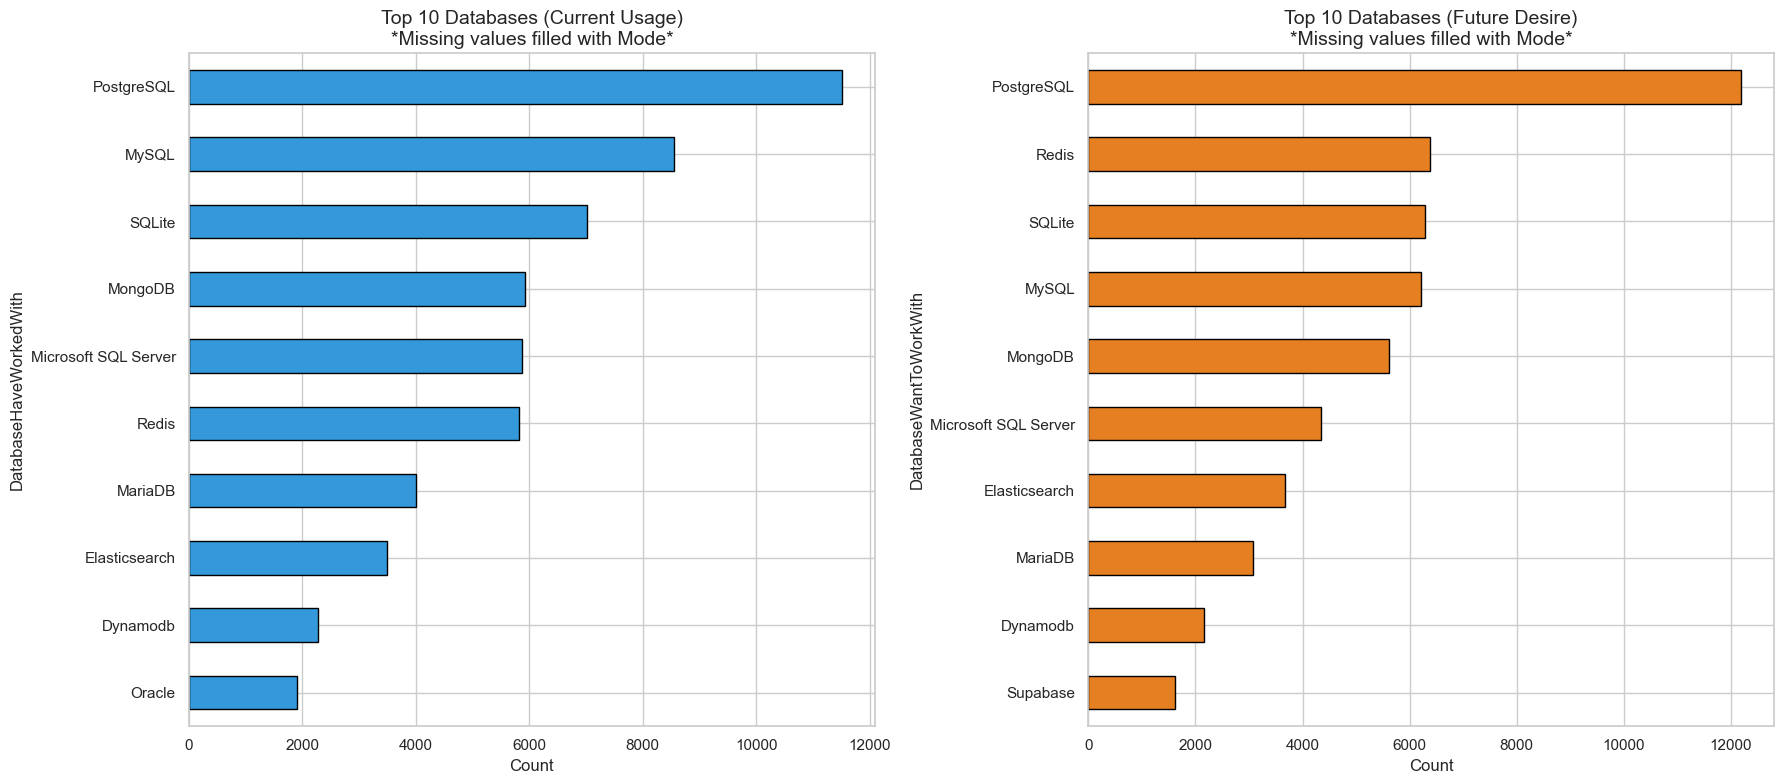 Top 10 Databases (Current Usage)
*Missing values filled with Mode*
DatabaseHaveWorkedWith
PostgreSQL
MySQL
SQLite
MongoDB
Microsoft SQL Server
Redis
MariaDB
Elasticsearch
Dynamodb
Oracle
0 2000 4000 6000 8000 10000 12000
Count
Top 10 Databases (Future Desire)
*Missing values filled with Mode*
DatabaseWantToWorkWith
PostgreSQL
Redis
SQLite
MySQL
MongoDB
Microsoft SQL Server
Elasticsearch
MariaDB
Dynamodb
Supabase
0 2000 4000 6000 8000 10000 12000
Count